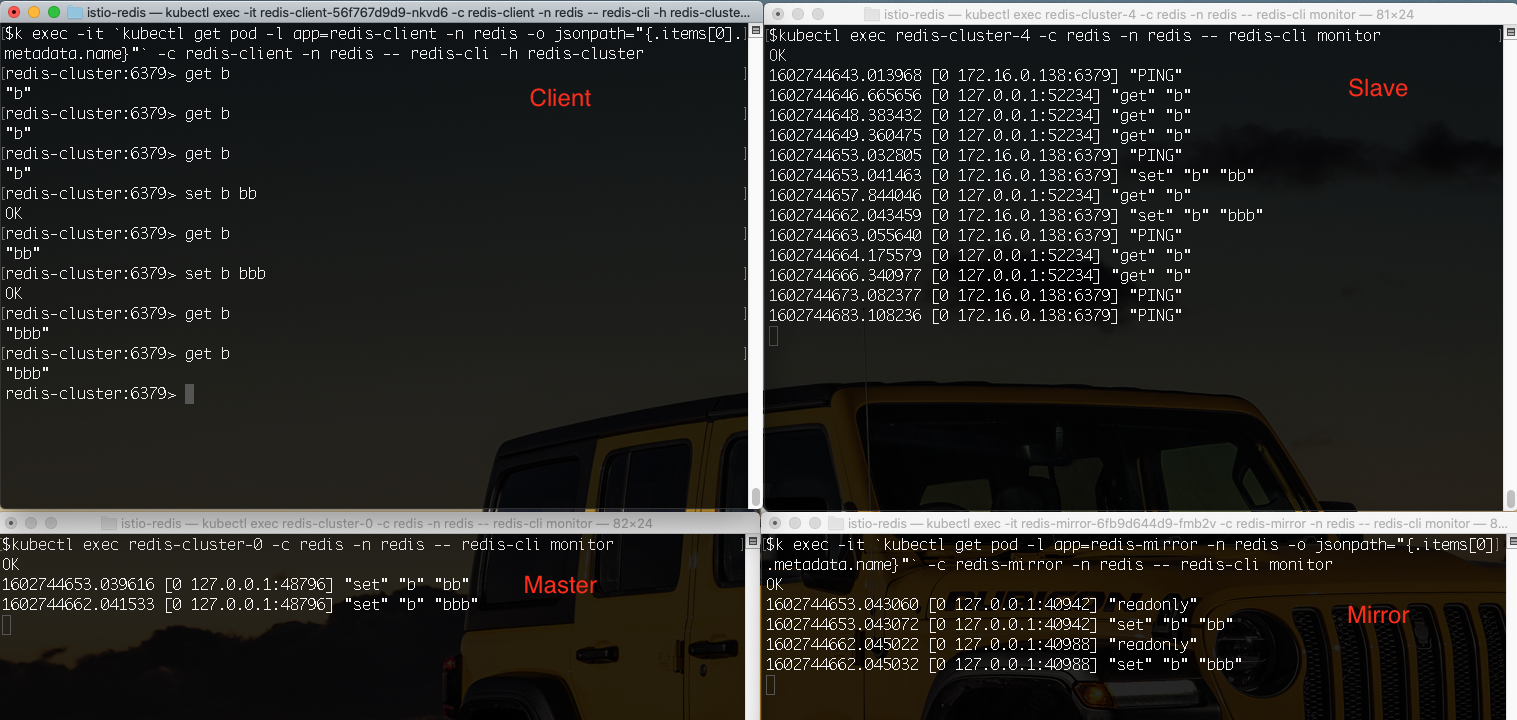 istio-redis — kubectl exec -it redis-client-56f767d9d9-nkvd6 -c redis-client -n redis -- redis-cli -h redis-cluste...
[$k exec -it `kubectl get pod -l app=redis-client -n redis -o jsonpath="{.items[0].]
metadata.name}"` -c redis-client -n redis -- redis-cli -h redis-cluster
[redis-cluster:6379> get b ]
"b"
[redis-cluster:6379> get b ]
"b"
[redis-cluster:6379> get b ]
"b"
[redis-cluster:6379> set b bb ]
OK
[redis-cluster:6379> get b ]
"bb"
[redis-cluster:6379> set b bbb ]
OK
[redis-cluster:6379> get b ]
"bbb"
[redis-cluster:6379> get b ]
"bbb"
redis-cluster:6379>
Client
istio-redis — kubectl exec redis-cluster-4 -c redis -n redis -- redis-cli monitor — 81×24
[$kubectl exec redis-cluster-4 -c redis -n redis -- redis-cli monitor ]
OK
1602744643.013968 [0 172.16.0.138:6379] "PING"
1602744646.665656 [0 127.0.0.1:52234] "get" "b"
1602744648.383432 [0 127.0.0.1:52234] "get" "b"
1602744649.360475 [0 127.0.0.1:52234] "get" "b"
1602744653.032805 [0 172.16.0.138:6379] "PING"
1602744653.041463 [0 172.16.0.138:6379] "set" "b" "bb"
1602744657.844046 [0 127.0.0.1:52234] "get" "b"
1602744662.043459 [0 172.16.0.138:6379] "set" "b" "bbb"
1602744663.055640 [0 172.16.0.138:6379] "PING"
1602744664.175579 [0 127.0.0.1:52234] "get" "b"
1602744666.340977 [0 127.0.0.1:52234] "get" "b"
1602744673.082377 [0 172.16.0.138:6379] "PING"
1602744683.108236 [0 172.16.0.138:6379] "PING"
Slave
istio-redis — kubectl exec redis-cluster-0 -c redis -n redis -- redis-cli monitor — 82×24
[$kubectl exec redis-cluster-0 -c redis -n redis -- redis-cli monitor ]
OK
1602744653.039616 [0 127.0.0.1:48796] "set" "b" "bb"
1602744662.041533 [0 127.0.0.1:48796] "set" "b" "bbb"
Master
istio-redis — kubectl exec -it redis-mirror-6fb9d644d9-fmb2v -c redis-mirror -n redis -- redis-cli monitor — 8...
[$k exec -it `kubectl get pod -l app=redis-mirror -n redis -o jsonpath="{.items[0]]
.metadata.name}"` -c redis-mirror -n redis -- redis-cli monitor
OK
1602744653.043060 [0 127.0.0.1:40942] "readonly"
1602744653.043072 [0 127.0.0.1:40942] "set" "b" "bb"
1602744662.045022 [0 127.0.0.1:40988] "readonly"
1602744662.045032 [0 127.0.0.1:40988] "set" "b" "bbb"
Mirror